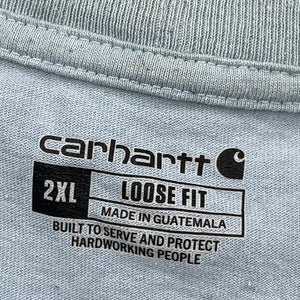 carhartt
2XL LOOSE FIT
MADE IN GUATEMALA
BUILT TO SERVE AND PROTECT
HARDWORKING PEOPLE